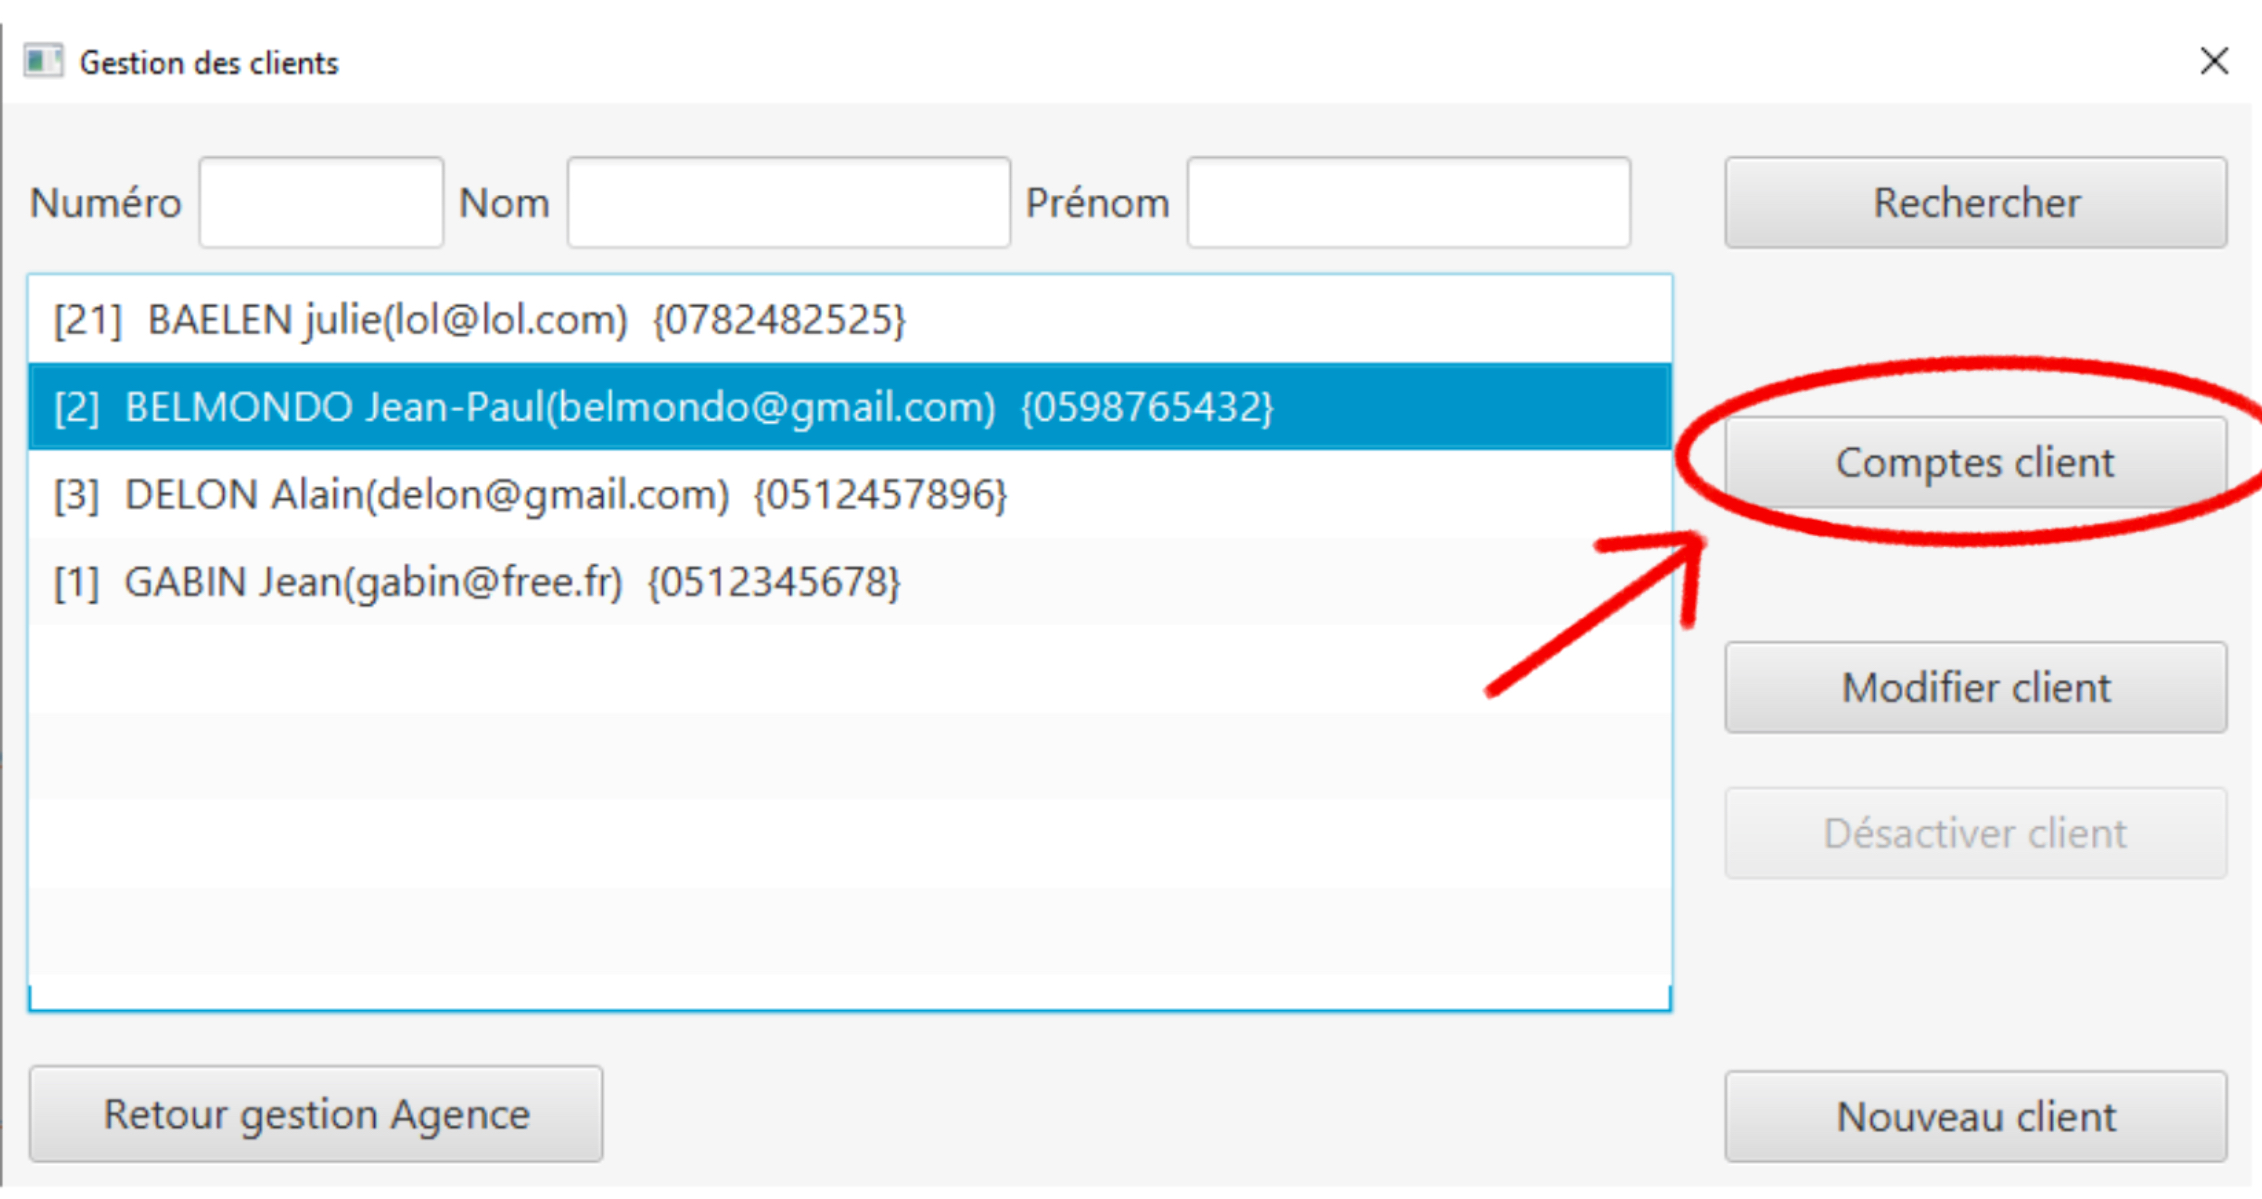 Gestion des clients
Numéro Nom Prénom Rechercher
[21] BAELEN julie(lol@lol.com) {0782482525}
[2] BELMONDO Jean-Paul(belmondo@gmail.com) {0598765432}
Comptes client
[3] DELON Alain(delon@gmail.com) {0512457896}
[1] GABIN Jean(gabin@free.fr) {0512345678}
Modifier client
Désactiver client
Retour gestion Agence
Nouveau client